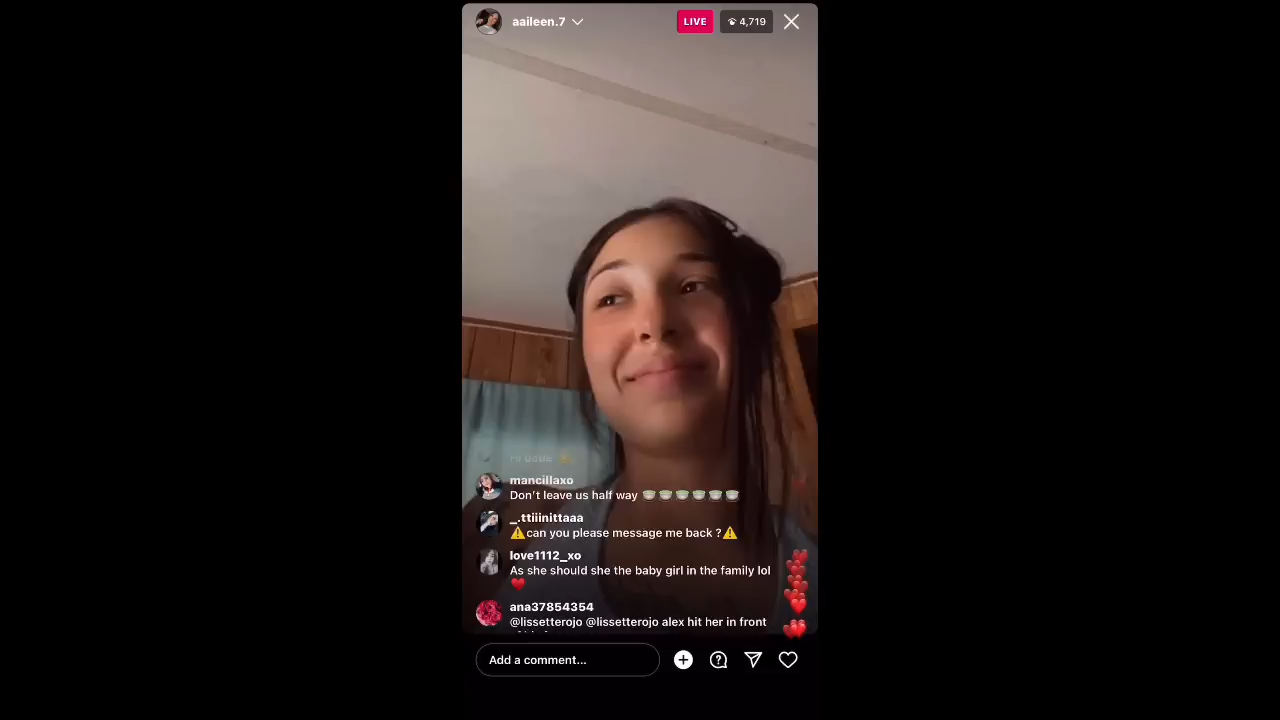 aaileen.7
LIVE
4,719
mancillaxo
Don't leave us half way 🍵🍵🍵🍵🍵🍵
_.ttiiinittaaa
⚠️can you please message me back ?⚠️
love1112_xo
As she should she the baby girl in the family lol
❤️
ana37854354
@lissetterojo @lissetterojo alex hit her in front
Add a comment...